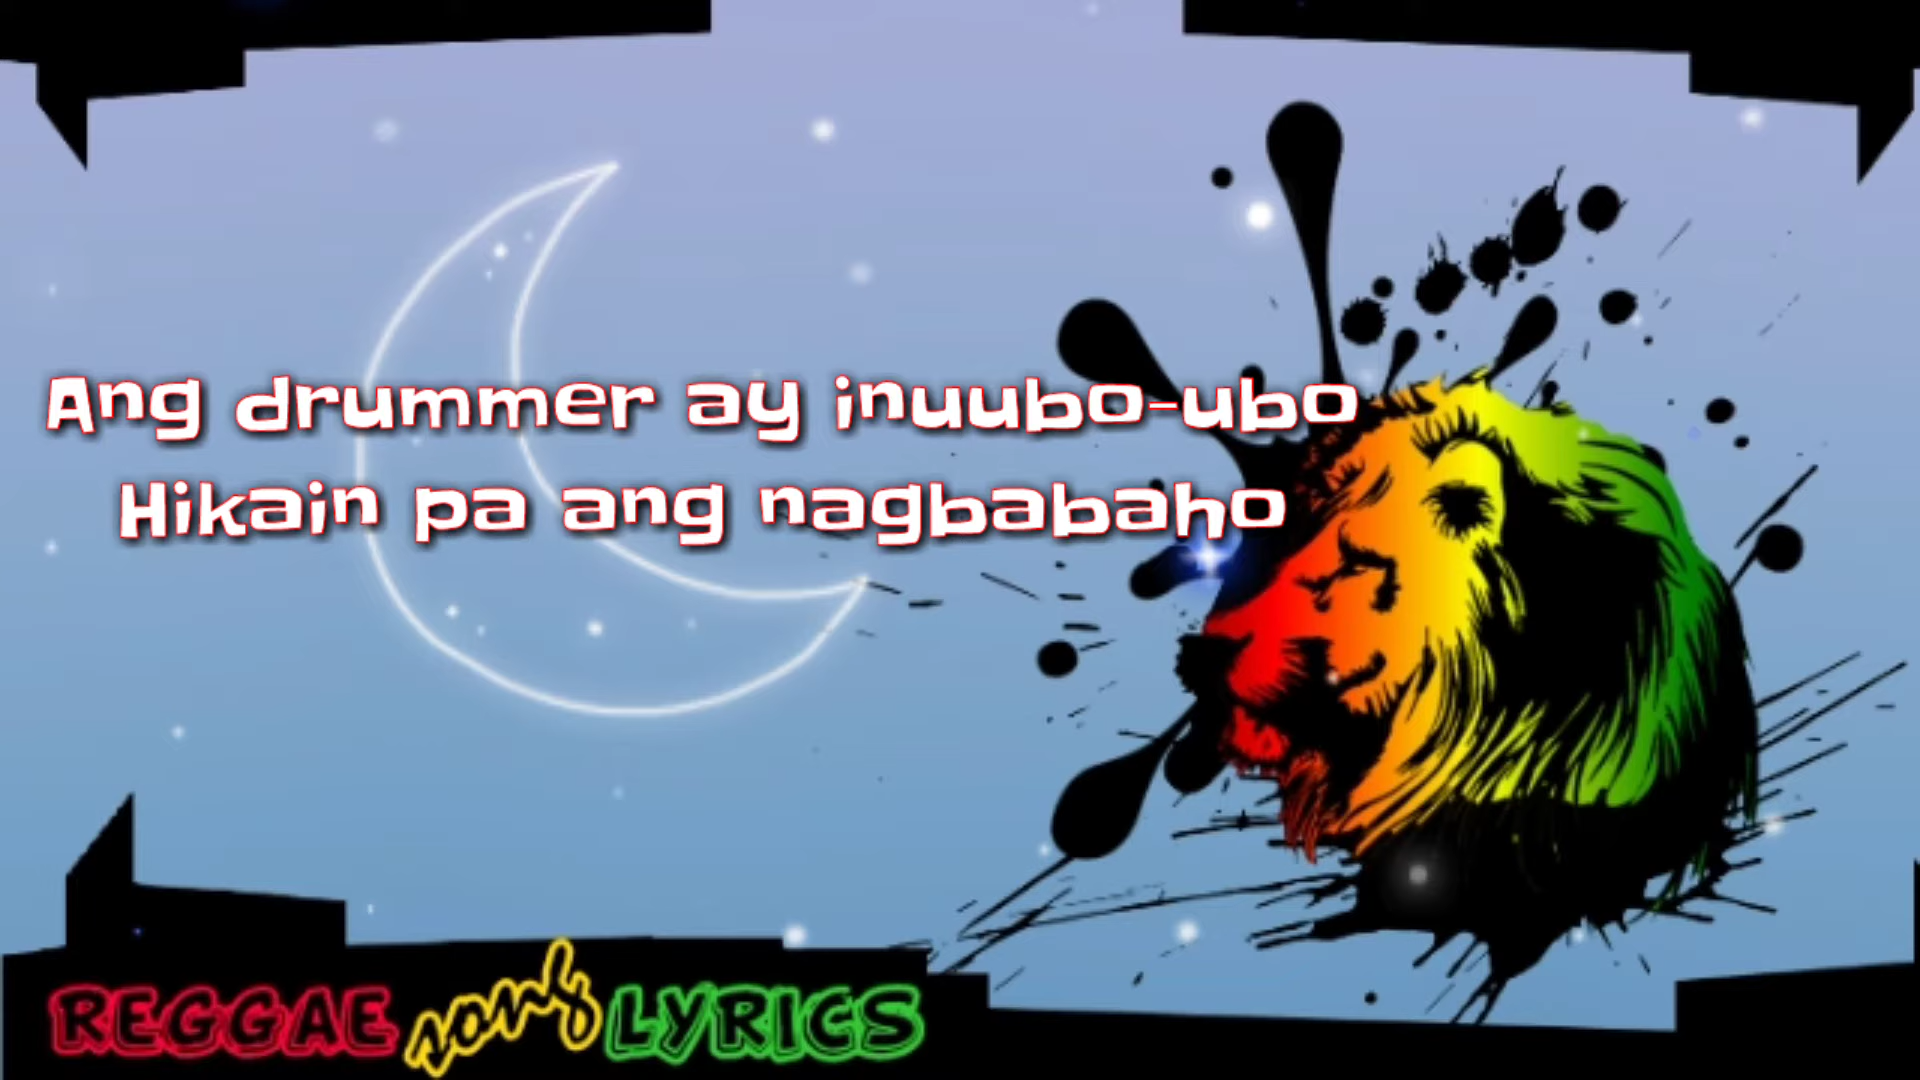 Ang drummer ay inuubo-ubo
Hikain pa ang nagbabaho
REGGAE song LYRICS